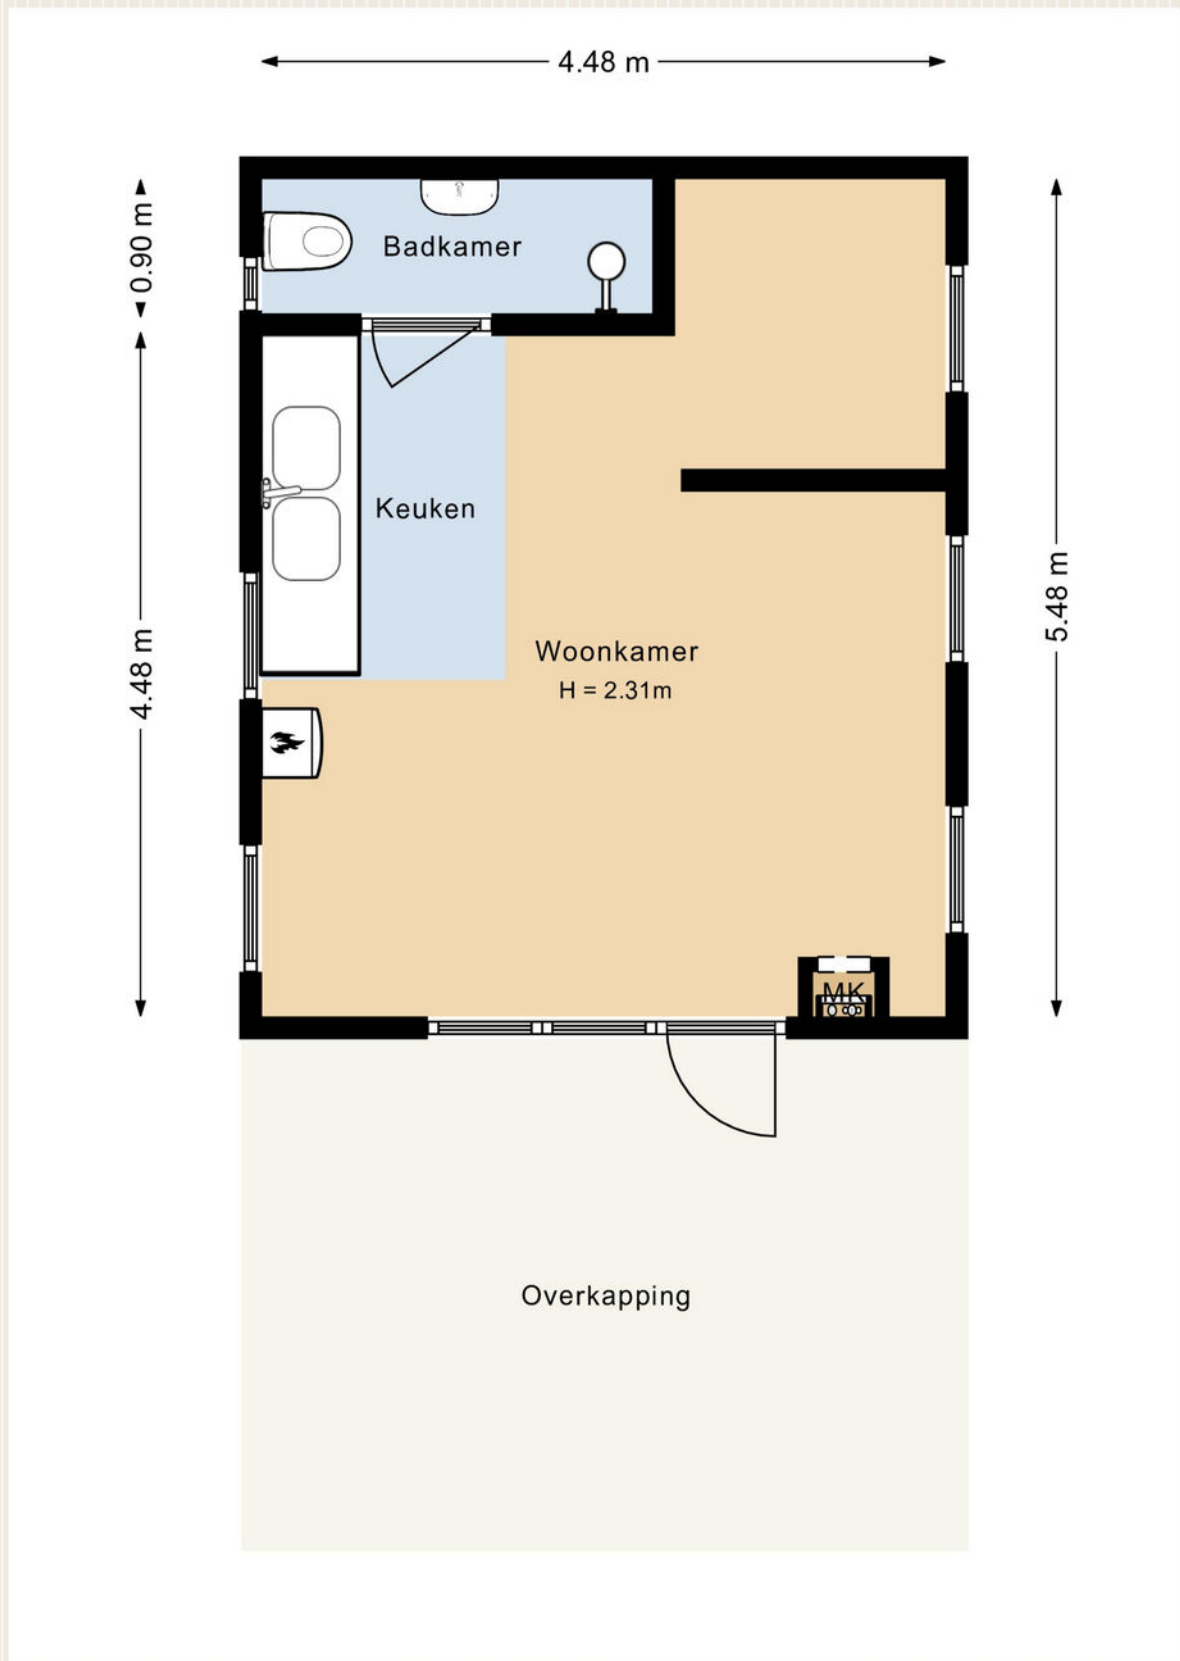 4.48 m
0.90 m
Badkamer
Keuken
4.48 m
5.48 m
Woonkamer
H = 2.31m
MK
Overkapping